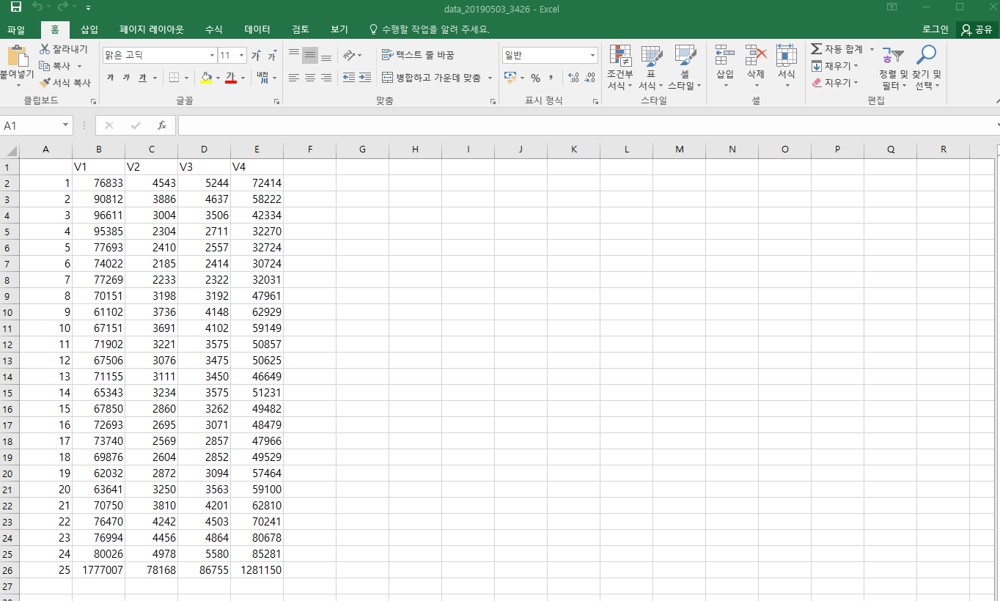 data_20190503_3426 - Excel
파일 홈 삽입 페이지 레이아웃 수식 데이터 검토 보기 수행할 작업을 알려 주세요. 로그인 공유
붙여넣기
잘라내기
복사
서식 복사
클립보드
맑은 고딕 11 가 가
가 가 가 가 내천
글꼴
텍스트 줄 바꿈
병합하고 가운데 맞춤
맞춤
일반
% , .00 .00
표시 형식
조건부 서식
표 서식
셀 스타일
스타일
삽입 삭제 서식
셀
자동 합계
채우기
지우기
정렬 및 필터
찾기 및 선택
편집
A1 fx
A B C D E F G H I J K L M N O P Q R
1 V1 V2 V3 V4
2 1 76833 4543 5244 72414
3 2 90812 3886 4637 58222
4 3 96611 3004 3506 42334
5 4 95385 2304 2711 32270
6 5 77693 2410 2557 32724
7 6 74022 2185 2414 30724
8 7 77269 2233 2322 32031
9 8 70151 3198 3192 47961
10 9 61102 3736 4148 62929
11 10 67151 3691 4102 59149
12 11 71902 3221 3575 50857
13 12 67506 3076 3475 50625
14 13 71155 3111 3450 46649
15 14 65343 3234 3575 51231
16 15 67850 2860 3262 49482
17 16 72693 2695 3071 48479
18 17 73740 2569 2857 47966
19 18 69876 2604 2852 49529
20 19 62032 2872 3094 57464
21 20 63641 3250 3563 59100
22 21 70750 3810 4201 62810
23 22 76470 4242 4503 70241
24 23 76994 4456 4864 80678
25 24 80026 4978 5580 85281
26 25 1777007 78168 86755 1281150
27